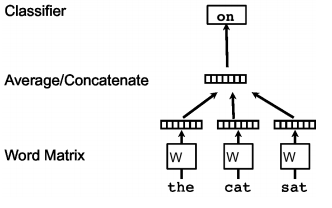 Classifier
on
Average/Concatenate
Word Matrix
W W W
the cat sat